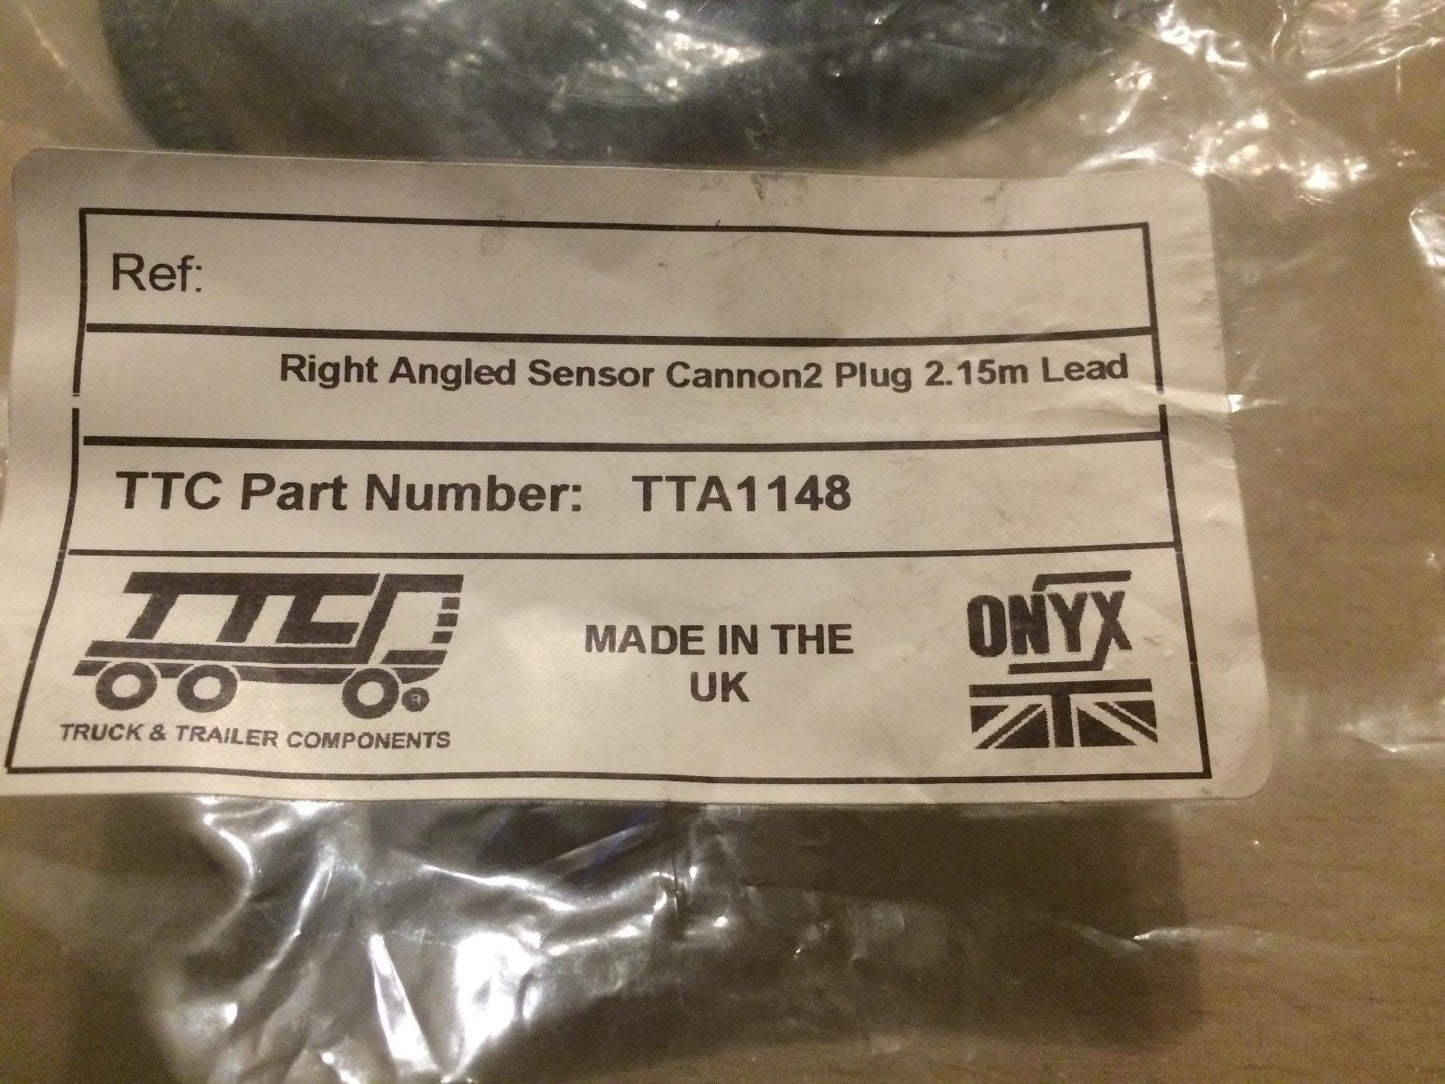 Ref:
Right Angled Sensor Cannon2 Plug 2.15m Lead
TTC Part Number: TTA1148
TTC
®
TRUCK & TRAILER COMPONENTS
MADE IN THE
UK
ONYX